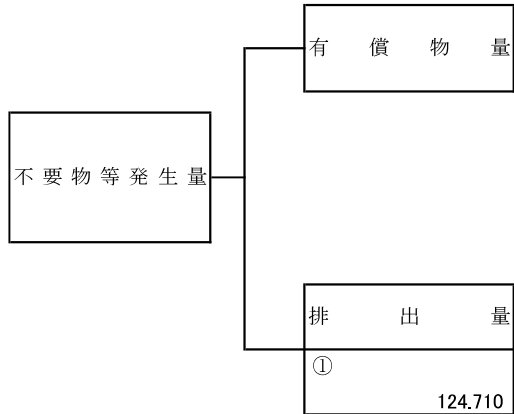 有償物量
不要物等発生量
排出量
①
124.710